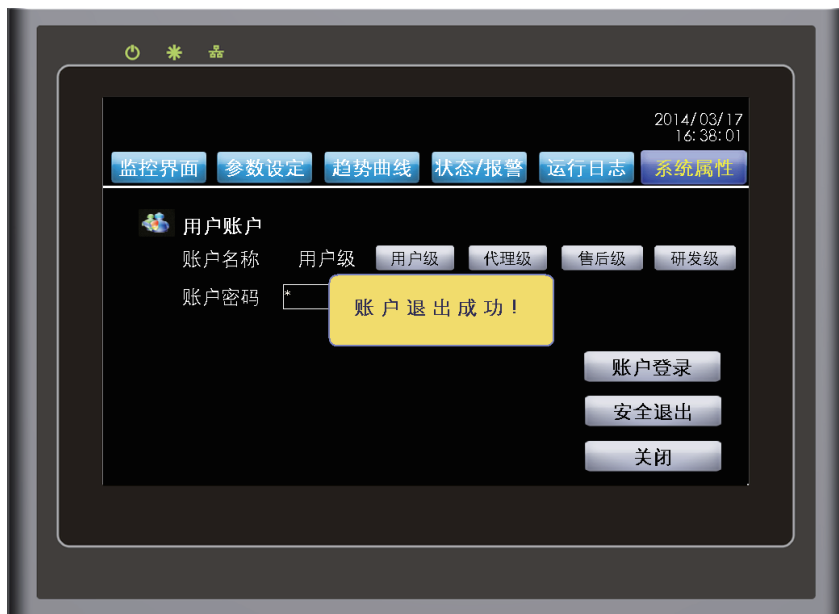 2014/03/17
16:38:01
监控界面 参数设定 趋势曲线 状态/报警 运行日志 系统属性
用户账户
账户名称 用户级 用户级 代理级 售后级 研发级
账户密码 *
账户退出成功!
账户登录
安全退出
关闭